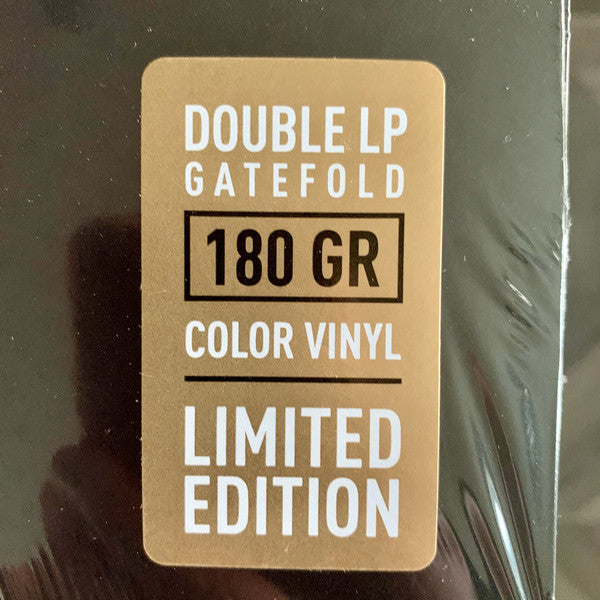 DOUBLE LP
GATEFOLD
180 GR
COLOR VINYL
LIMITED
EDITION